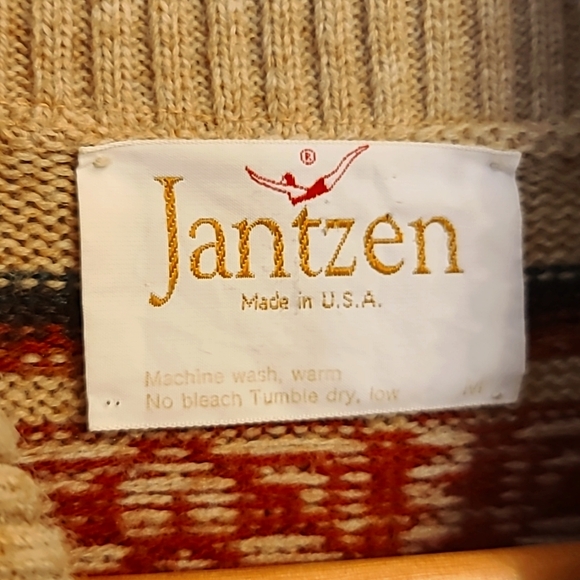 ®
Jantzen
Made in U.S.A.
Machine wash, warm
No bleach Tumble dry, low